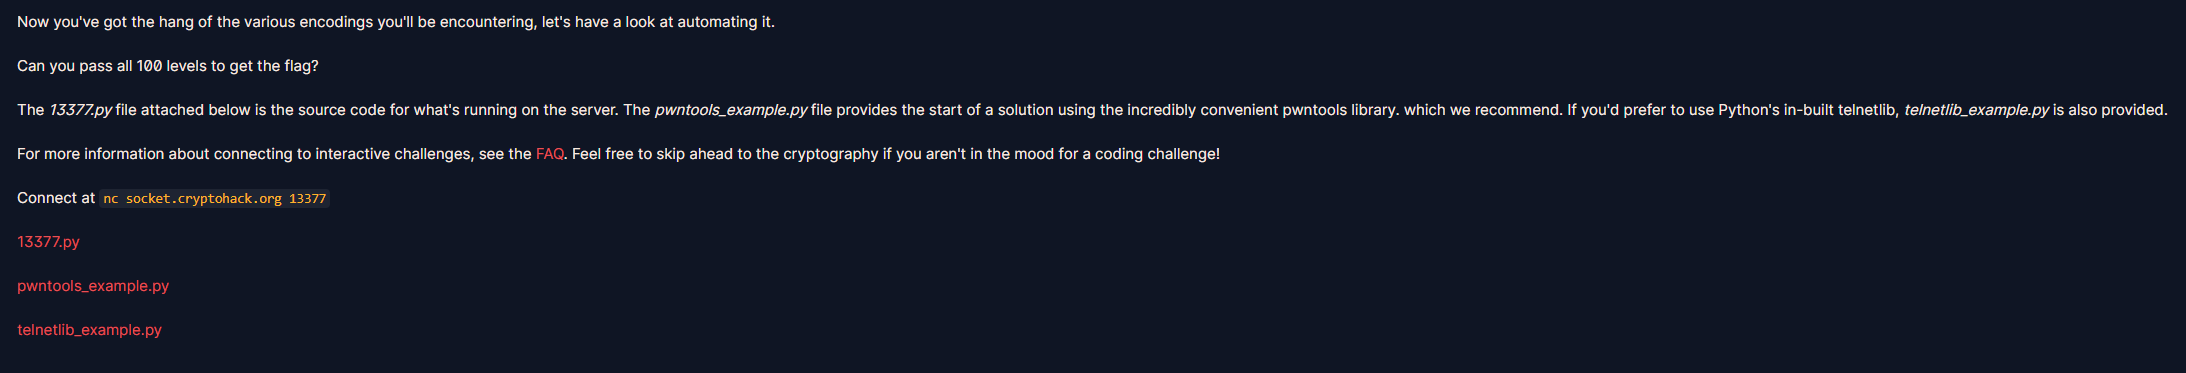 Now you've got the hang of the various encodings you'll be encountering, let's have a look at automating it.
Can you pass all 100 levels to get the flag?
The 13377.py file attached below is the source code for what's running on the server. The pwntools_example.py file provides the start of a solution using the incredibly convenient pwntools library. which we recommend. If you'd prefer to use Python's in-built telnetlib, telnetlib_example.py is also provided.
For more information about connecting to interactive challenges, see the FAQ. Feel free to skip ahead to the cryptography if you aren't in the mood for a coding challenge!
Connect at nc socket.cryptohack.org 13377
13377.py
pwntools_example.py
telnetlib_example.py